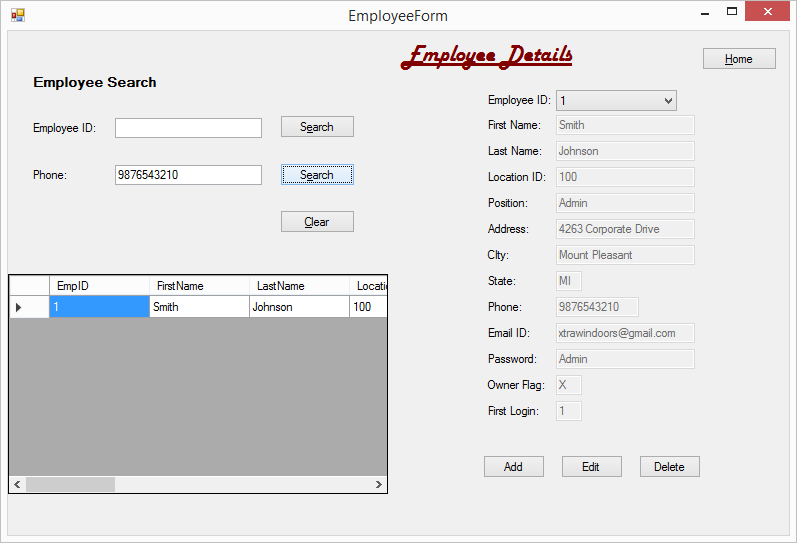 EmployeeForm
Employee Details
Home
Employee Search
Employee ID:
Search
Phone:
9876543210
Search
Clear
EmpID FirstName LastName Locatio
1 Smith Johnson 100
Employee ID: 1
First Name: Smith
Last Name: Johnson
Location ID: 100
Position: Admin
Address: 4263 Corporate Drive
CIty: Mount Pleasant
State: MI
Phone: 9876543210
Email ID: xtrawindoors@gmail.com
Password: Admin
Owner Flag: X
First Login: 1
Add Edit Delete